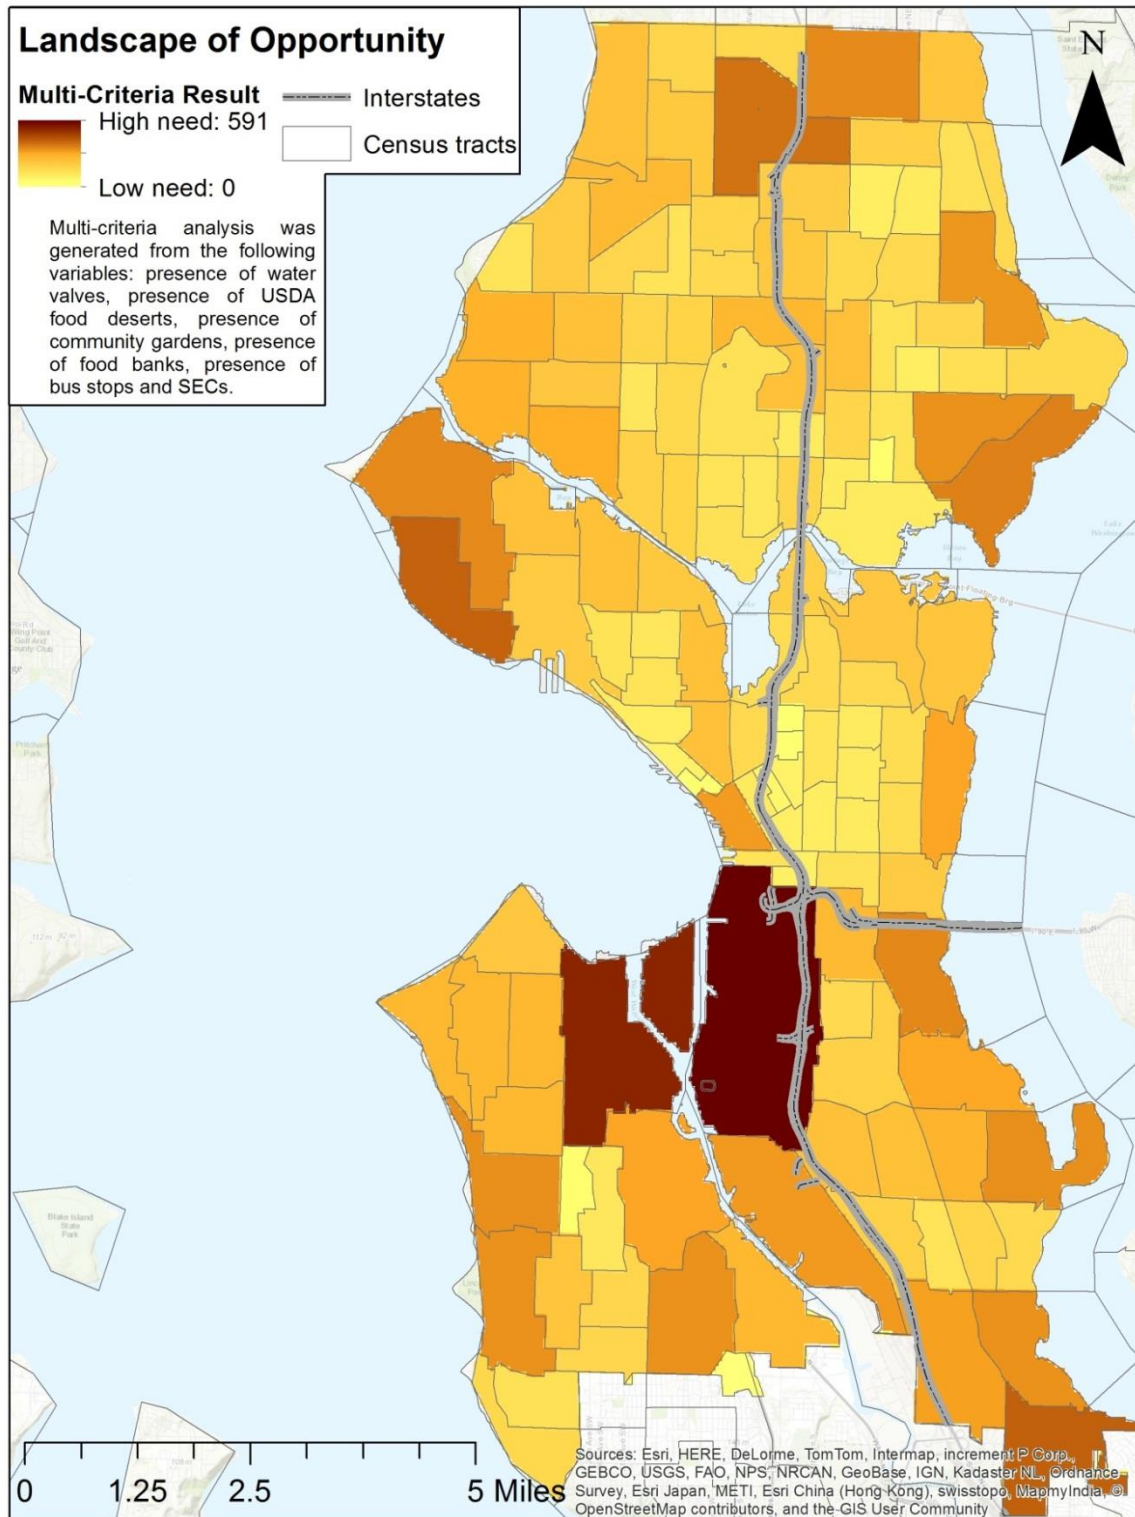 Landscape of Opportunity
Multi-Criteria Result
High need: 591
Low need: 0
Interstates
Census tracts
Multi-criteria analysis was
generated from the following
variables: presence of water
valves, presence of USDA
food deserts, presence of
community gardens, presence
of food banks, presence of
bus stops and SECs.
N
Blake Island
State
Park
0 1.25 2.5 5 Miles
Sources: Esri, HERE, DeLorme, TomTom, Intermap, increment P Corp.,
GEBCO, USGS, FAO, NPS, NRCAN, GeoBase, IGN, Kadaster NL, Ordnance
Survey, Esri Japan, METI, Esri China (Hong Kong), swisstopo, MapmyIndia, ©
OpenStreetMap contributors, and the GIS User Community